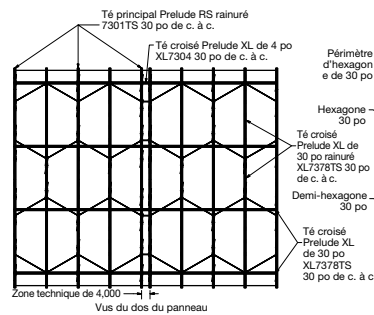 Té principal Prelude RS rainuré
7301TS 30 po de c. à c.
Té croisé Prelude XL de 4 po
XL7304 30 po de c. à c.
Périmètre
d'hexagon
e de 30 po
Hexagone
30 po
Té croisé
Prelude XL de
30 po rainuré
XL7378TS 30 po
de c. à c.
Demi-hexagone
30 po
Té croisé
Prelude XL
de 30 po
XL7378TS
30 po de c. à c
Zone technique de 4,000
Vus du dos du panneau